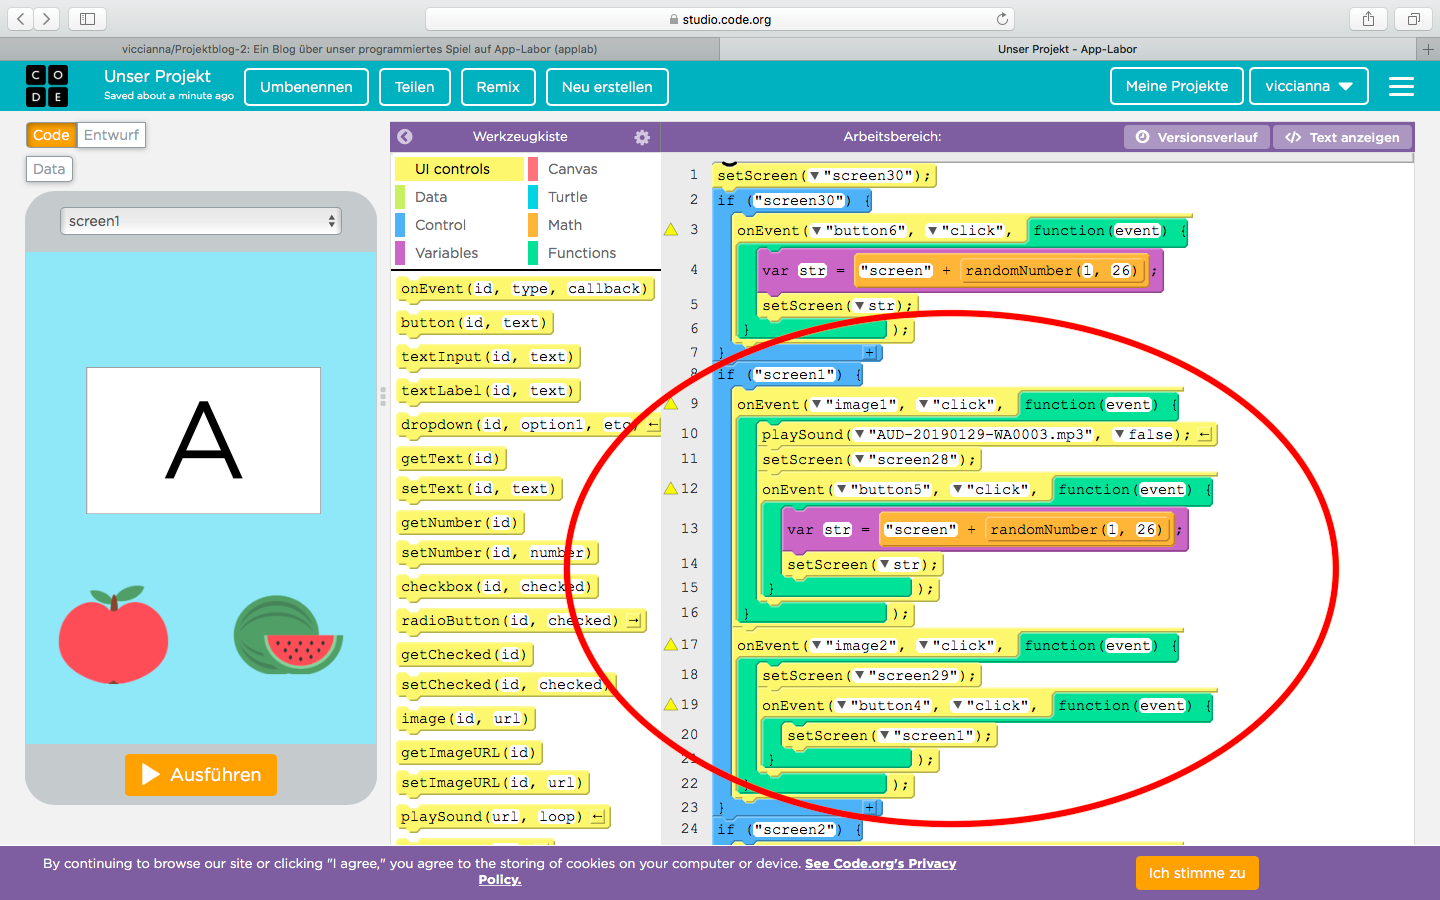 studio.code.org
viccianna/Projektblog-2: Ein Blog über unser programmiertes Spiel auf App-Labor (applab)
Unser Projekt - App-Labor
C O
D E
Unser Projekt
Saved about a minute ago
Umbenennen
Teilen
Remix
Neu erstellen
Meine Projekte
viccianna
Code
Entwurf
Data
screen1
A
Ausführen
Werkzeugkiste
UI controls
Canvas
Data
Turtle
Control
Math
Variables
Functions
onEvent(id, type, callback)
button(id, text)
textInput(id, text)
textLabel(id, text)
dropdown(id, option1, etc)
getText(id)
setText(id, text)
getNumber(id)
setNumber(id, number)
checkbox(id, checked)
radioButton(id, checked)
getChecked(id)
setChecked(id, checked)
image(id, url)
getImageURL(id)
setImageURL(id, url)
playSound(url, loop)
Arbeitsbereich:
Versionsverlauf
Text anzeigen
1 setScreen("screen30");
2 if ("screen30") {
3 onEvent("button6", "click", function(event) {
4 var str = "screen" + randomNumber(1, 26);
5 setScreen(str);
6 } );
7 } +
8 if ("screen1") {
9 onEvent("image1", "click", function(event) {
10 playSound("AUD-20190129-WA0003.mp3", false);
11 setScreen("screen28");
12 onEvent("button5", "click", function(event) {
13 var str = "screen" + randomNumber(1, 26);
14 setScreen(str);
15 } );
16 } );
17 onEvent("image2", "click", function(event) {
18 setScreen("screen29");
19 onEvent("button4", "click", function(event) {
20 setScreen("screen1");
21 } );
22 } );
23 } +
24 if ("screen2") {
By continuing to browse our site or clicking "I agree," you agree to the storing of cookies on your computer or device. See Code.org's Privacy
Policy.
Ich stimme zu